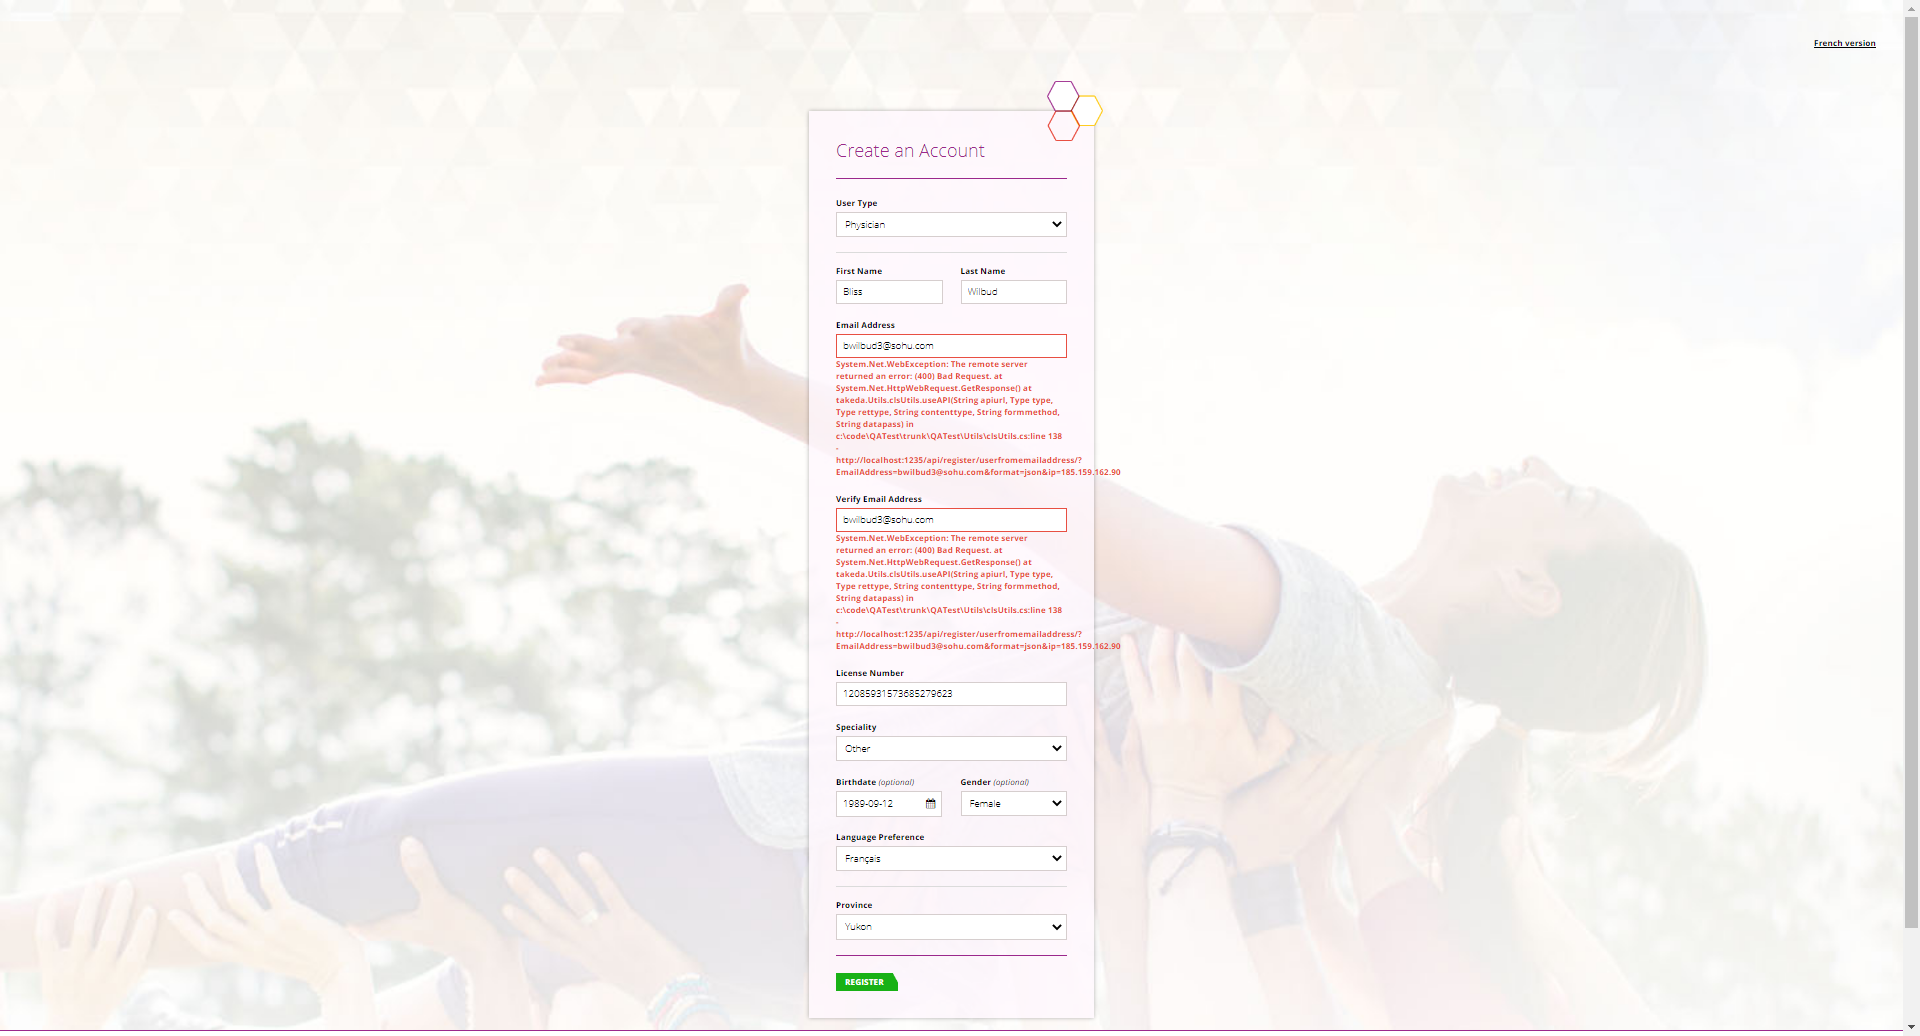 French version
Create an Account
User Type
Physician
First Name
Last Name
Bliss
Wilbud
Email Address
bwilbud3@sohu.com
System.Net.WebException: The remote server
returned an error: (400) Bad Request. at
System.Net.HttpWebRequest.GetResponse() at
takeda.Utils.clsUtils.useAPI(String apiurl, Type type,
Type rettype, String contenttype, String formmethod,
String datapass) in
c:\code\QATest\trunk\QATest\Utils\clsUtils.cs:line 138
-
http://localhost:1235/api/register/userfromemailaddress/?
EmailAddress=bwilbud3@sohu.com&format=json&ip=185.159.162.90
Verify Email Address
bwilbud3@sohu.com
System.Net.WebException: The remote server
returned an error: (400) Bad Request. at
System.Net.HttpWebRequest.GetResponse() at
takeda.Utils.clsUtils.useAPI(String apiurl, Type type,
Type rettype, String contenttype, String formmethod,
String datapass) in
c:\code\QATest\trunk\QATest\Utils\clsUtils.cs:line 138
-
http://localhost:1235/api/register/userfromemailaddress/?
EmailAddress=bwilbud3@sohu.com&format=json&ip=185.159.162.90
License Number
12085931573685279623
Speciality
Other
Birthdate (optional)
Gender (optional)
1989-09-12
Female
Language Preference
Français
Province
Yukon
REGISTER